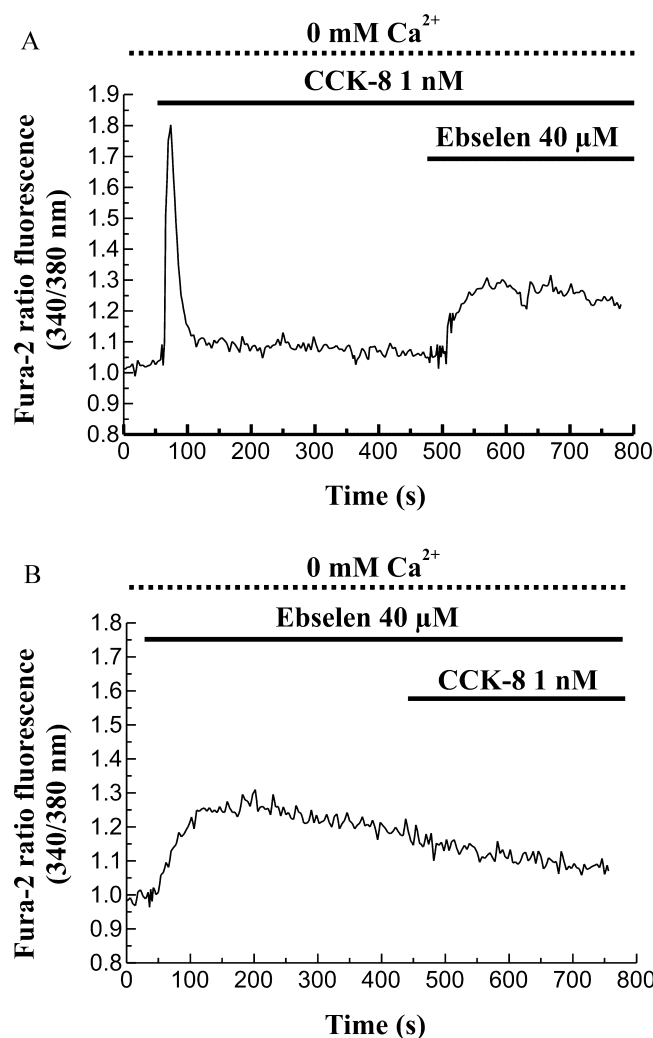 A
0 mM Ca²⁺
CCK-8 1 nM
Ebselen 40 µM
Fura-2 ratio fluorescence
(340/380 nm)
1.9
1.8
1.7
1.6
1.5
1.4
1.3
1.2
1.1
1.0
0.9
0.8
0 100 200 300 400 500 600 700 800
Time (s)
B
0 mM Ca²⁺
Ebselen 40 µM
CCK-8 1 nM
Fura-2 ratio fluorescence
(340/380 nm)
1.8
1.7
1.6
1.5
1.4
1.3
1.2
1.1
1.0
0.9
0.8
0 100 200 300 400 500 600 700 800
Time (s)